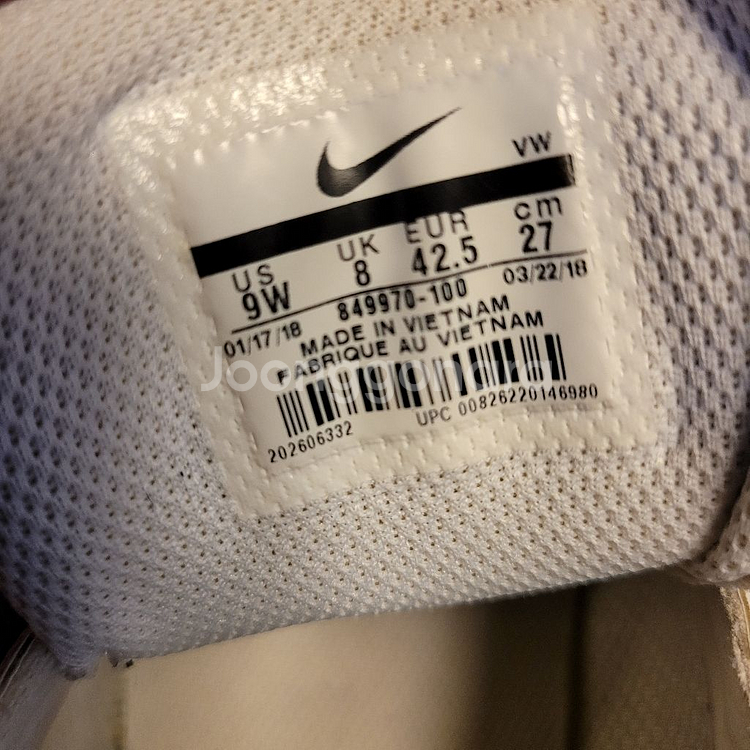 VW
US UK EUR cm
9W 8 42.5 27
01/17/18 849970-100 03/22/18
MADE IN VIETNAM
FABRIQUE AU VIETNAM
Joonggonara
202606332 UPC 00826220146980